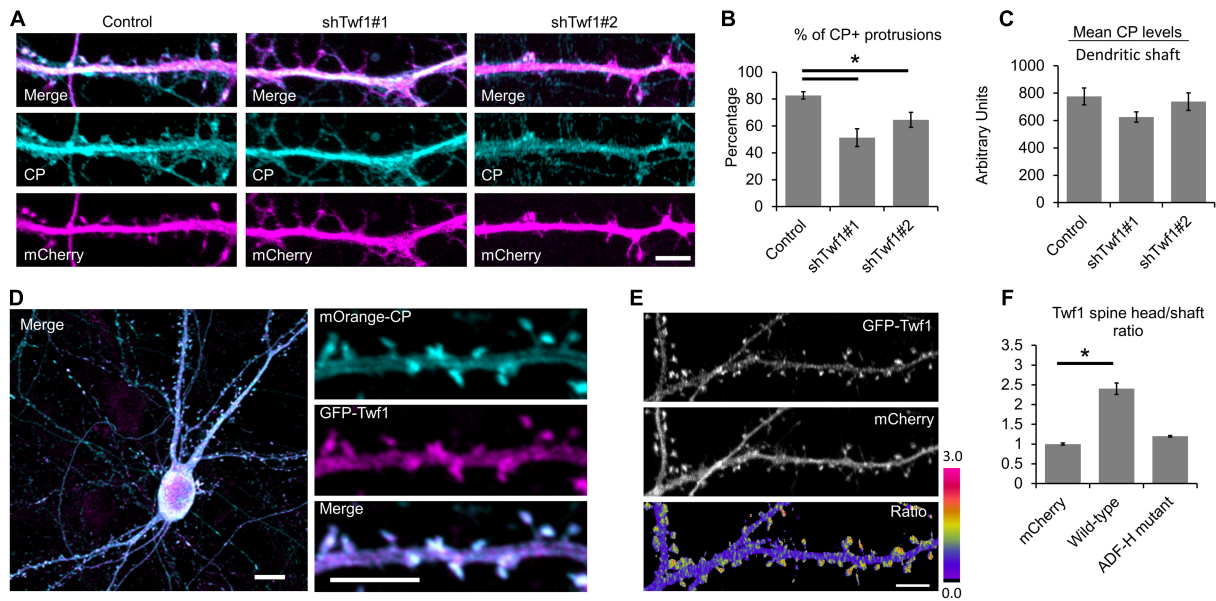 A
Control
shTwf1#1
shTwf1#2
Merge
Merge
Merge
CP
CP
CP
mCherry
mCherry
mCherry
B
% of CP+ protrusions
*
Percentage
100
80
60
40
20
0
Control
shTwf1#1
shTwf1#2
C
Mean CP levels
Dendritic shaft
Arbitrary Units
1000
800
600
400
200
0
Control
shTwf1#1
shTwf1#2
D
Merge
mOrange-CP
GFP-Twf1
Merge
E
GFP-Twf1
mCherry
Ratio
3.0
0.0
F
Twf1 spine head/shaft
ratio
*
3.5
3
2.5
2
1.5
1
0.5
0
mCherry
Wild-type
ADF-H mutant